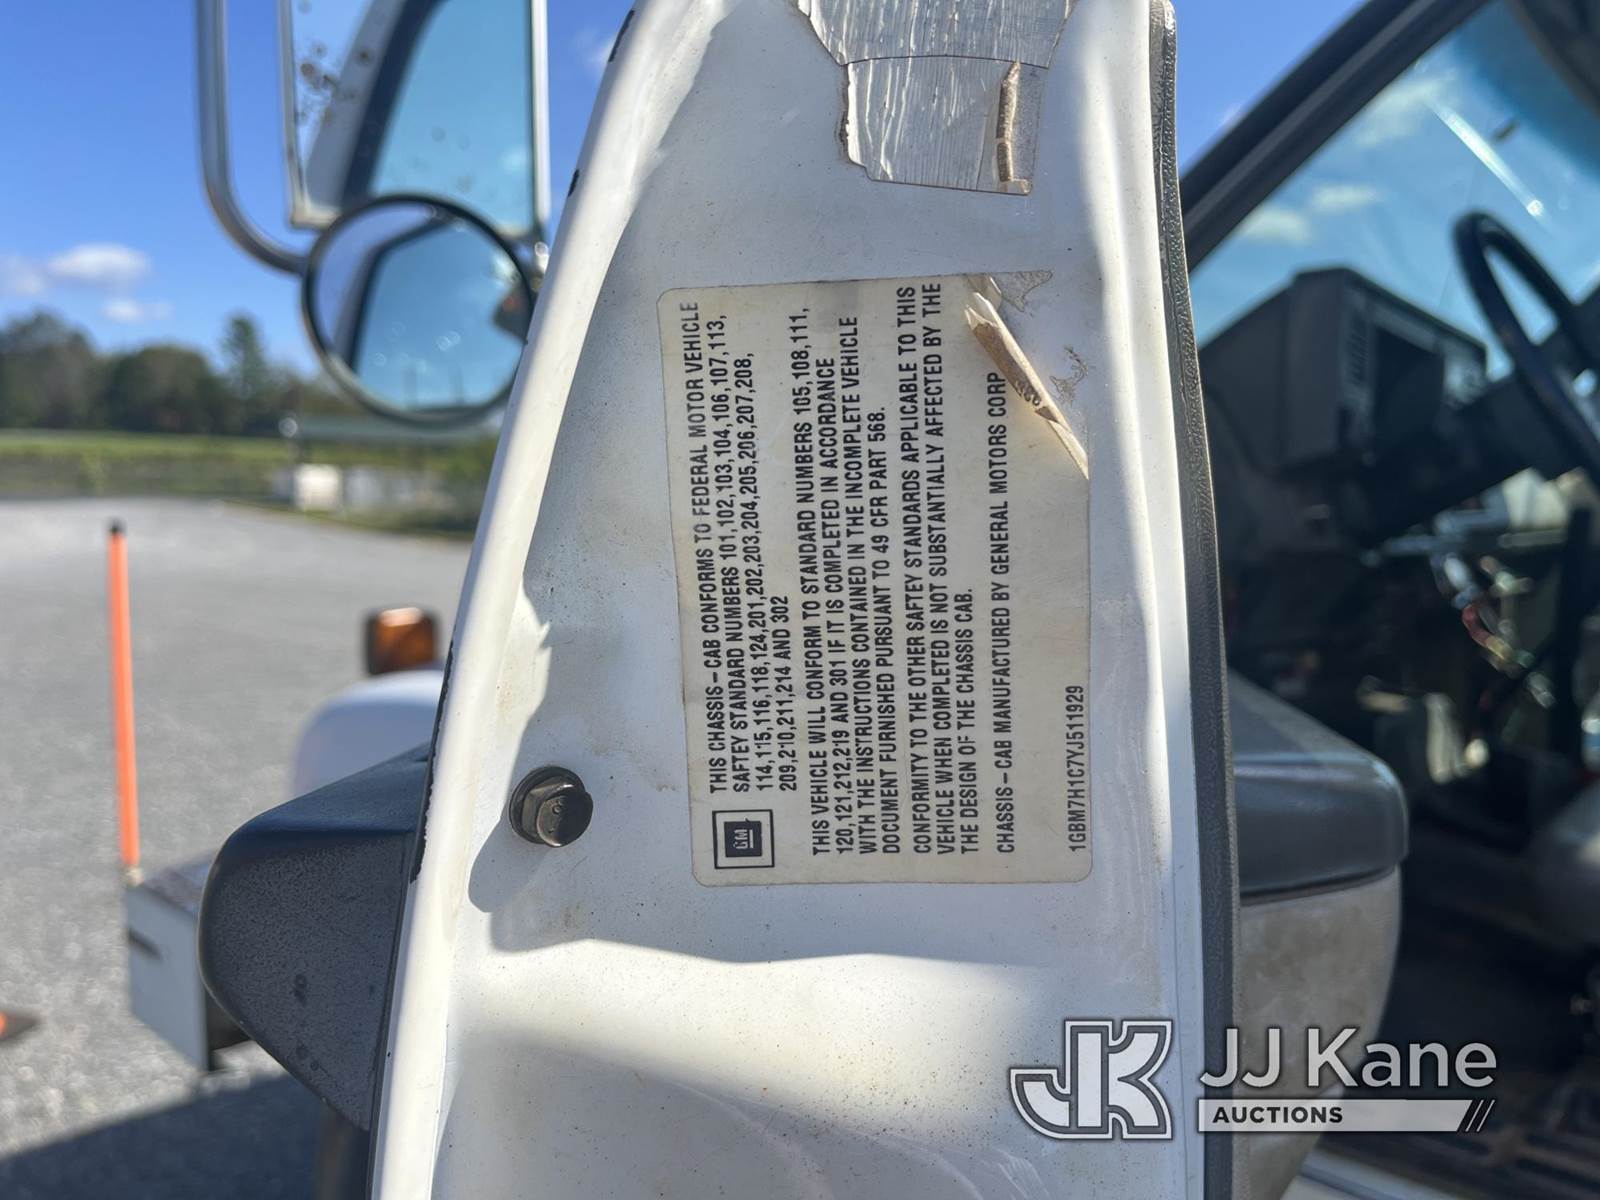 THIS CHASSIS-CAB CONFORMS TO FEDERAL MOTOR VEHICLE
SAFTEY STANDARD NUMBERS 101,102,103,104,106,107,113,
114,115,116,118,124,201,202,203,204,205,206,207,208,
209,210,211,214 AND 302
THIS VEHICLE WILL CONFORM TO STANDARD NUMBERS 105,108,111,
120,121,212,219 AND 301 IF IT IS COMPLETED IN ACCORDANCE
WITH THE INSTRUCTIONS CONTAINED IN THE INCOMPLETE VEHICLE
DOCUMENT FURNISHED PURSUANT TO 49 CFR PART 568.
CONFORMITY TO THE OTHER SAFTEY STANDARDS APPLICABLE TO THIS
VEHICLE WHEN COMPLETED IS NOT SUBSTANTIALLY AFFECTED BY THE
THE DESIGN OF THE CHASSIS CAB.
CHASSIS-CAB MANUFACTURED BY GENERAL MOTORS CORP
1GBM7H1C7YJ511929
GM
JK
JJ Kane
AUCTIONS